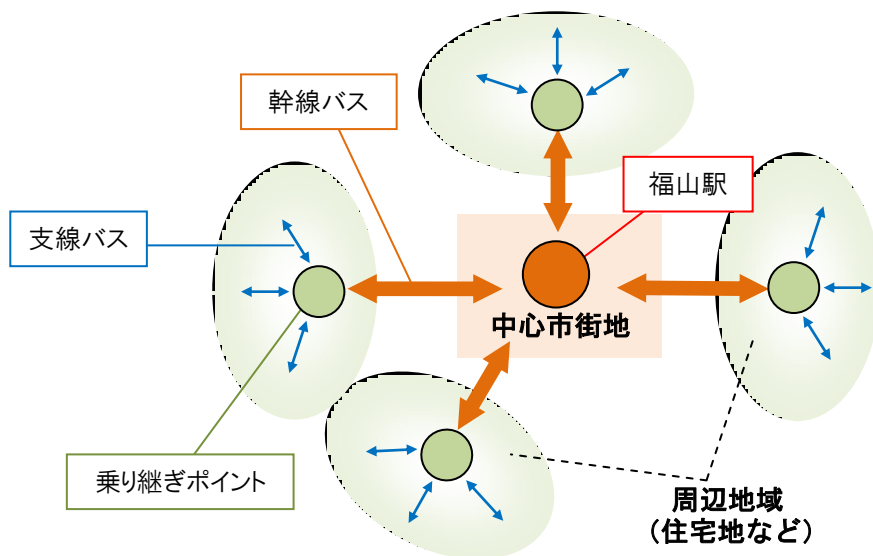 幹線バス
福山駅
支線バス
中心市街地
乗り継ぎポイント
周辺地域
（住宅地など）